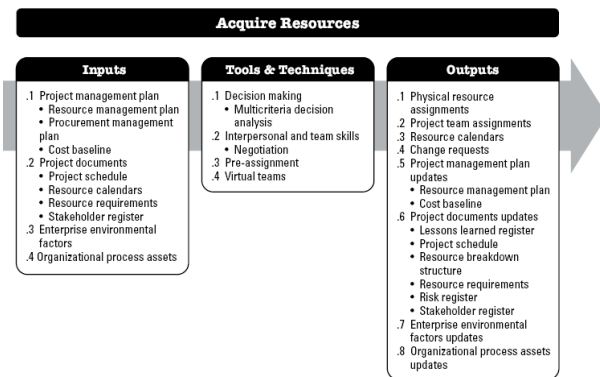 Acquire Resources
Inputs
.1 Project management plan
• Resource management plan
• Procurement management
plan
• Cost baseline
.2 Project documents
• Project schedule
• Resource calendars
• Resource requirements
• Stakeholder register
.3 Enterprise environmental
factors
.4 Organizational process assets
Tools & Techniques
.1 Decision making
• Multicriteria decision
analysis
.2 Interpersonal and team skills
• Negotiation
.3 Pre-assignment
.4 Virtual teams
Outputs
.1 Physical resource
assignments
.2 Project team assignments
.3 Resource calendars
.4 Change requests
.5 Project management plan
updates
• Resource management plan
• Cost baseline
.6 Project documents updates
• Lessons learned register
• Project schedule
• Resource breakdown
structure
• Resource requirements
• Risk register
• Stakeholder register
.7 Enterprise environmental
factors updates
.8 Organizational process assets
updates